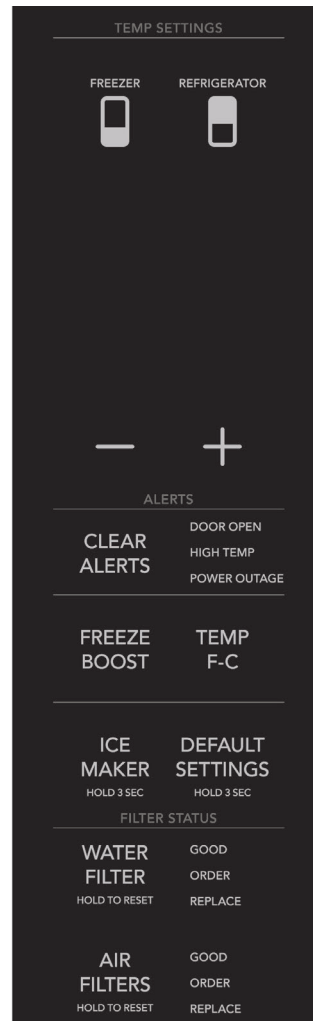 TEMP SETTINGS
FREEZER REFRIGERATOR
− +
ALERTS
CLEAR
ALERTS
DOOR OPEN
HIGH TEMP
POWER OUTAGE
FREEZE
BOOST
TEMP
F-C
ICE
MAKER
HOLD 3 SEC
DEFAULT
SETTINGS
HOLD 3 SEC
FILTER STATUS
WATER
FILTER
HOLD TO RESET
GOOD
ORDER
REPLACE
AIR
FILTERS
HOLD TO RESET
GOOD
ORDER
REPLACE